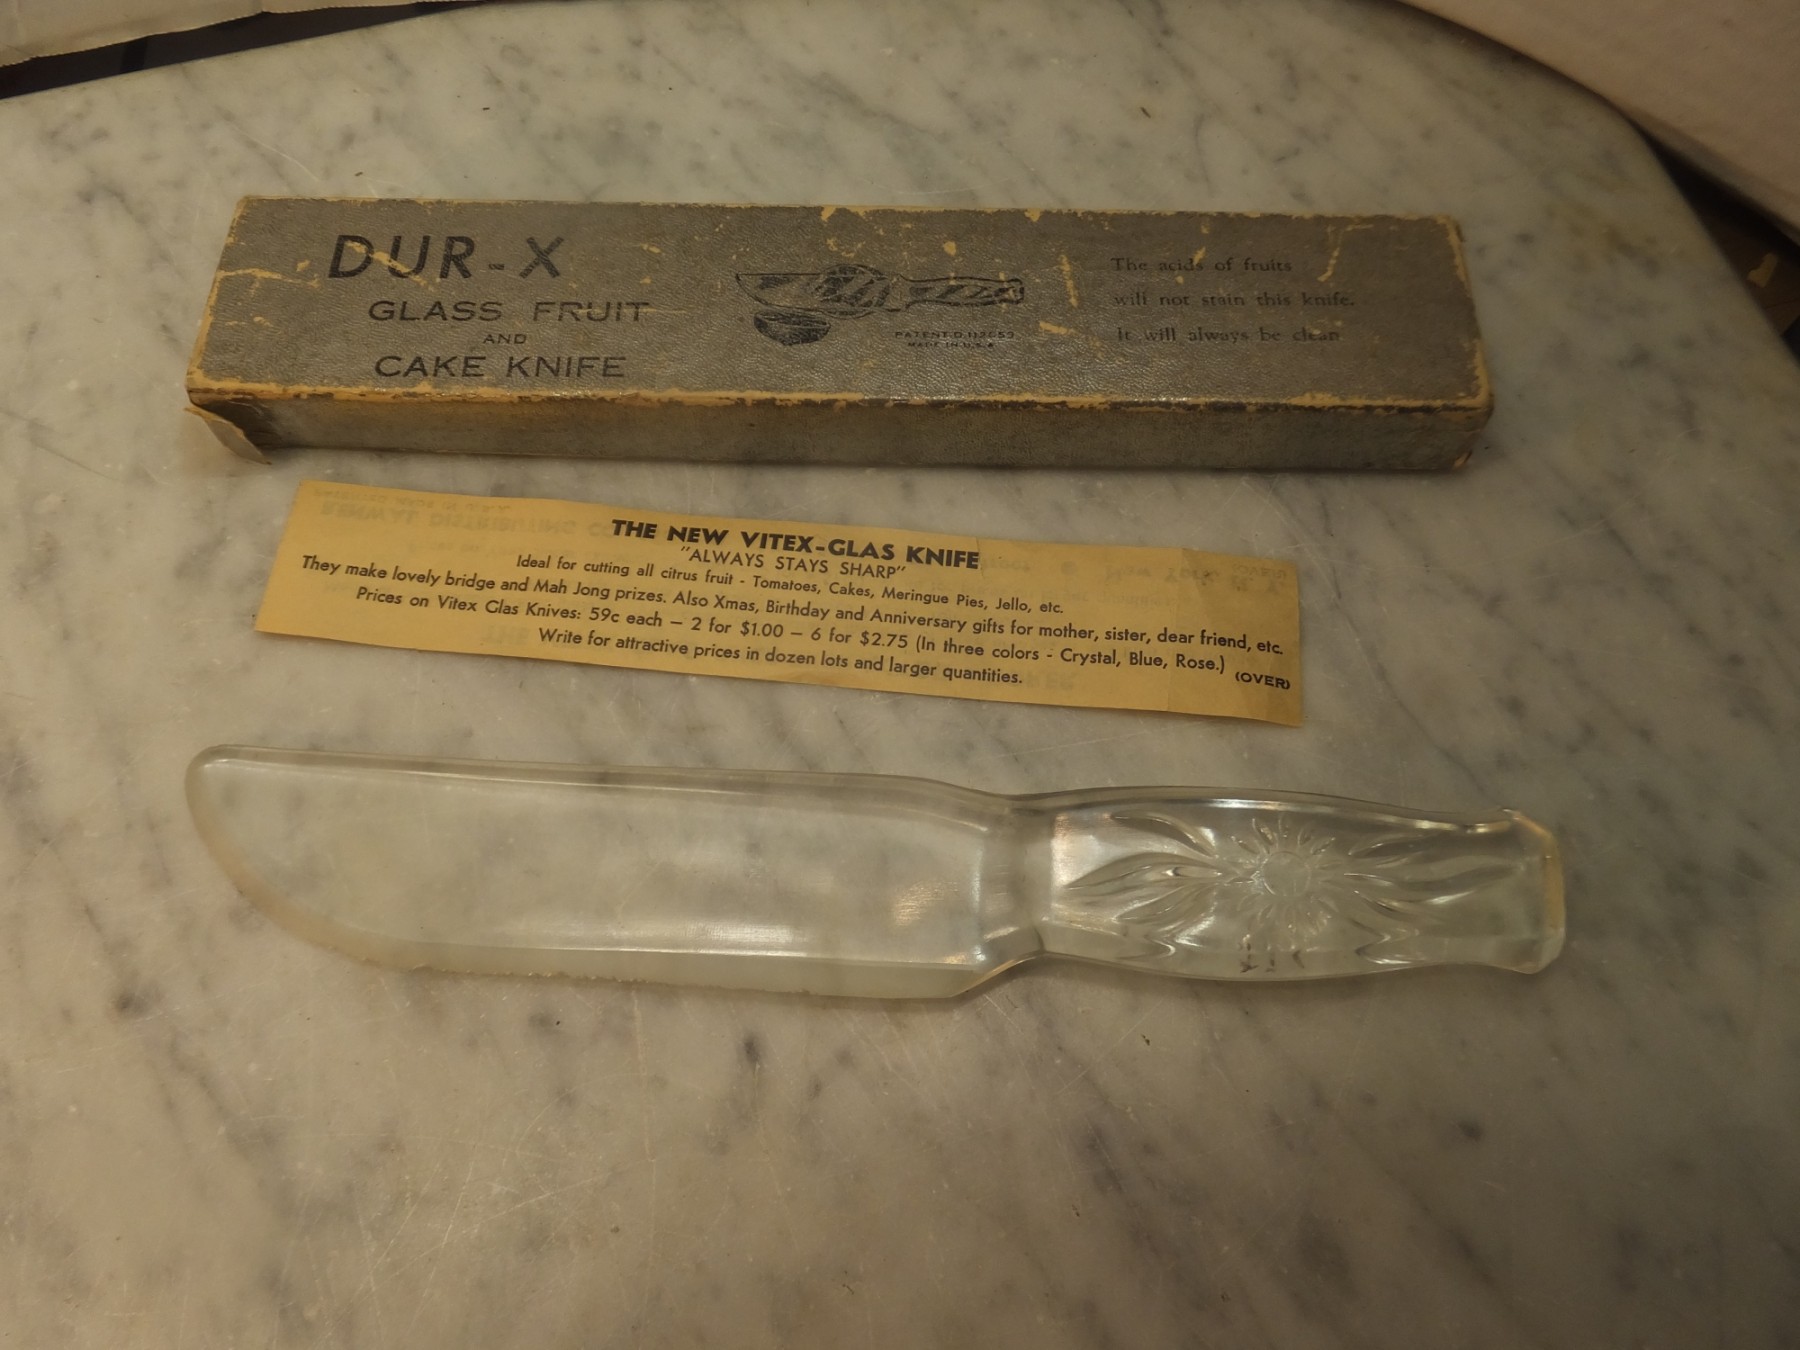 DUR-X
GLASS FRUIT
AND
CAKE KNIFE
PATENT.D.112059
MADE IN U.S.A
The acids of fruits
will not stain this knife.
It will always be clean
THE NEW VITEX-GLAS KNIFE
"ALWAYS STAYS SHARP"
Ideal for cutting all citrus fruit - Tomatoes, Cakes, Meringue Pies, Jello, etc.
They make lovely bridge and Mah Jong prizes. Also Xmas, Birthday and Anniversary gifts for mother, sister, dear friend, etc.
Prices on Vitex Glas Knives: 59c each — 2 for $1.00 — 6 for $2.75 (In three colors - Crystal, Blue, Rose.)
Write for attractive prices in dozen lots and larger quantities.
(OVER)